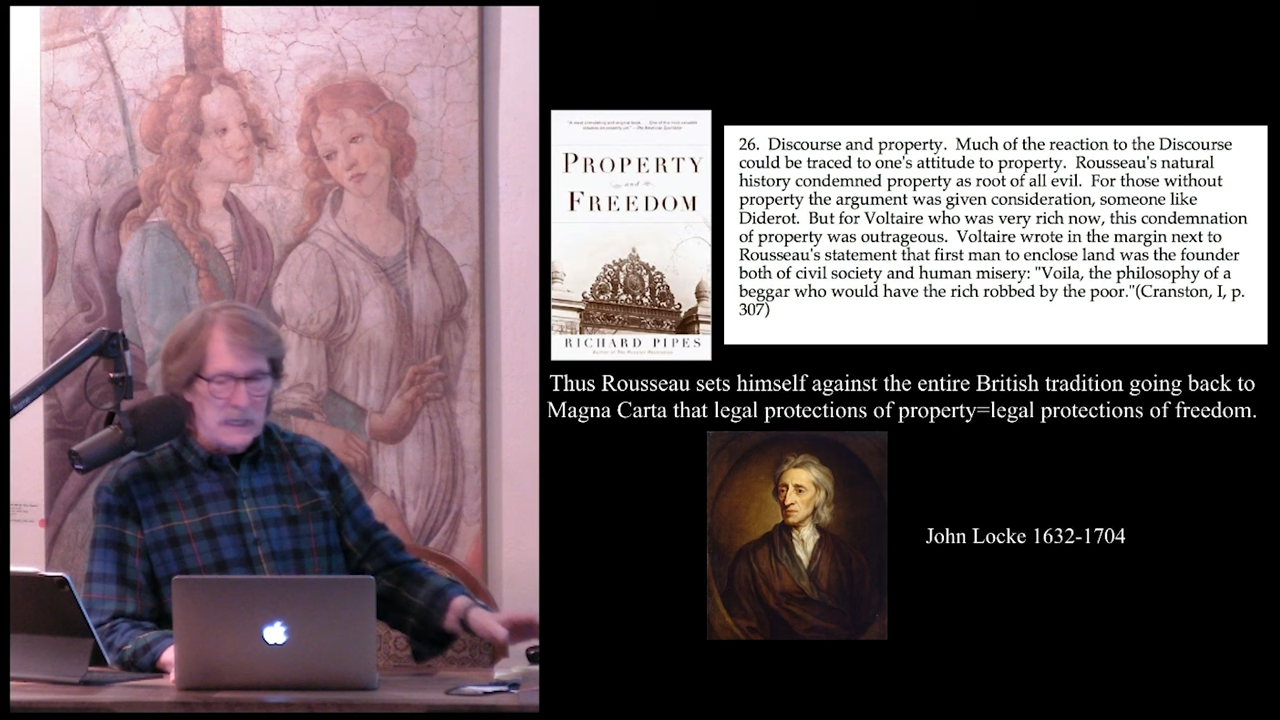 PROPERTY
and
FREEDOM
RICHARD PIPES
26. Discourse and property. Much of the reaction to the Discourse
could be traced to one's attitude to property. Rousseau's natural
history condemned property as root of all evil. For those without
property the argument was given consideration, someone like
Diderot. But for Voltaire who was very rich now, this condemnation
of property was outrageous. Voltaire wrote in the margin next to
Rousseau's statement that first man to enclose land was the founder
both of civil society and human misery: "Voila, the philosophy of a
beggar who would have the rich robbed by the poor."(Cranston, I, p.
307)
Thus Rousseau sets himself against the entire British tradition going back to
Magna Carta that legal protections of property=legal protections of freedom.
John Locke 1632-1704